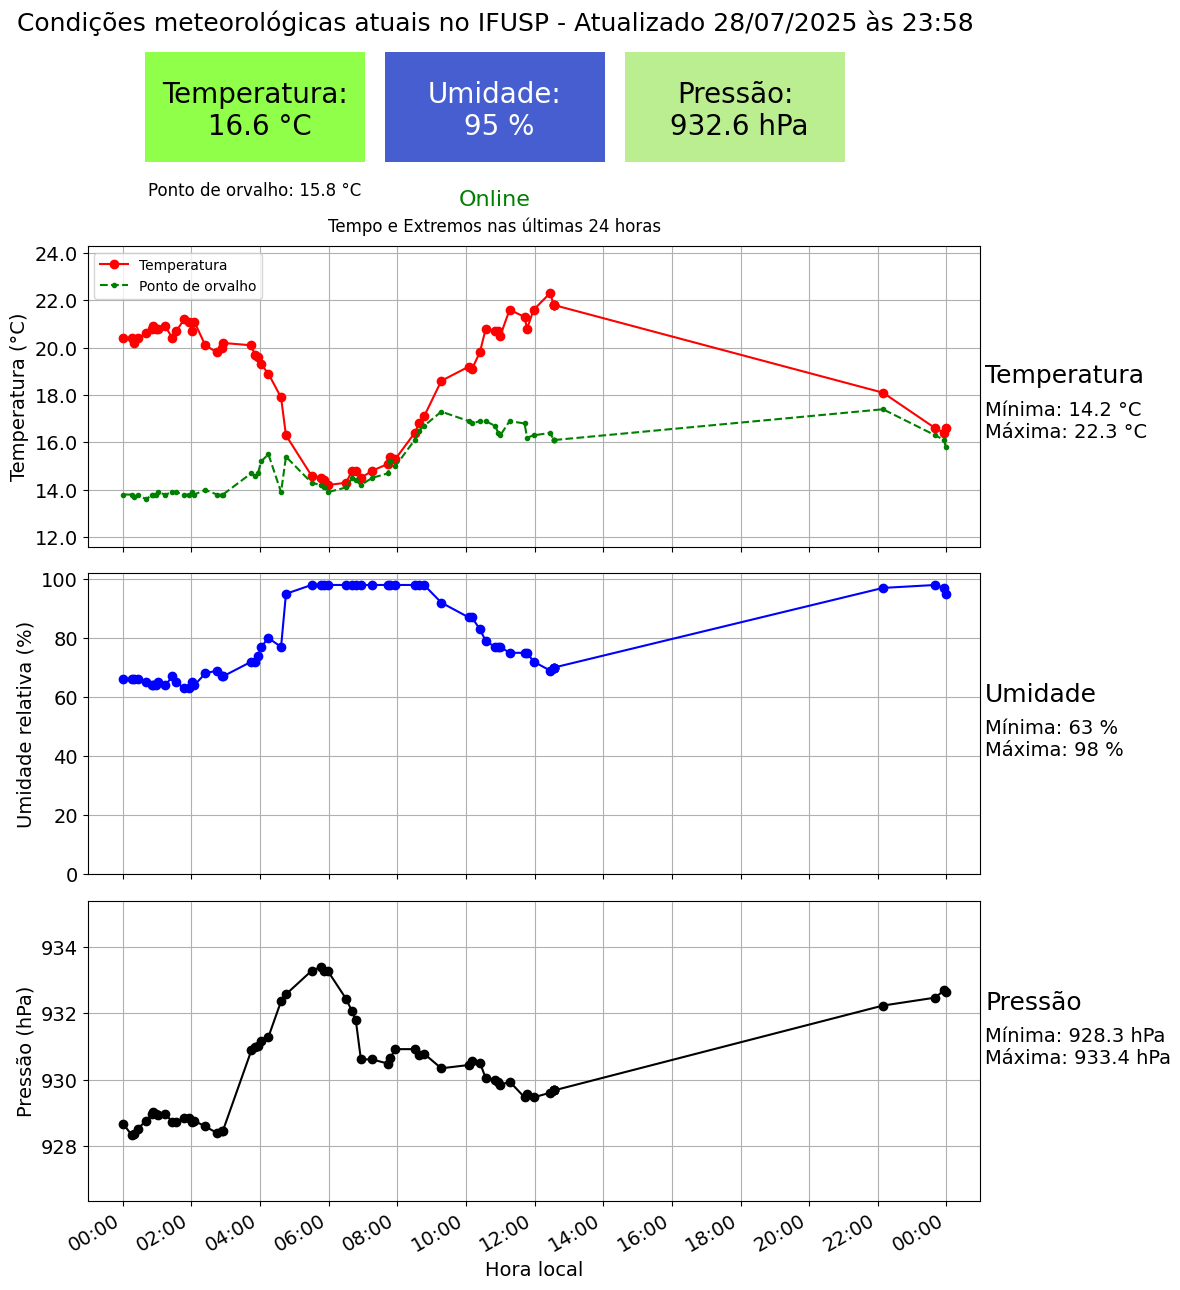 Condições meteorológicas atuais no IFUSP - Atualizado 28/07/2025 às 23:58
Temperatura:
16.6 °C
Umidade:
95 %
Pressão:
932.6 hPa
Ponto de orvalho: 15.8 °C
Online
Tempo e Extremos nas últimas 24 horas
Temperatura (°C)
24.0
22.0
20.0
18.0
16.0
14.0
12.0
Temperatura
Ponto de orvalho
Temperatura
Mínima: 14.2 °C
Máxima: 22.3 °C
Umidade relativa (%)
100
80
60
40
20
0
Umidade
Mínima: 63 %
Máxima: 98 %
Pressão (hPa)
934
932
930
928
Pressão
Mínima: 928.3 hPa
Máxima: 933.4 hPa
00:00 02:00 04:00 06:00 08:00 10:00 12:00 14:00 16:00 18:00 20:00 22:00 00:00
Hora local